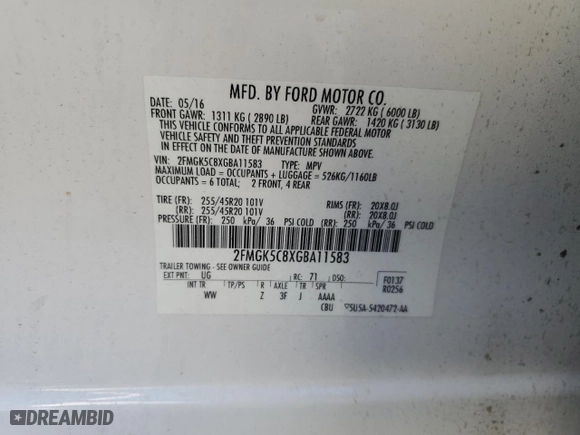 MFD. BY FORD MOTOR CO.
DATE: 05/16
GVWR: 2722 KG ( 6000 LB)
FRONT GAWR: 1311 KG ( 2890 LB)
REAR GAWR: 1420 KG ( 3130 LB)
THIS VEHICLE CONFORMS TO ALL APPLICABLE FEDERAL MOTOR
VEHICLE SAFETY AND THEFT PREVENTION STANDARDS IN
EFFECT ON THE DATE OF MANUFACTURE SHOWN ABOVE.
VIN: 2FMGK5C8XGBA11583 TYPE: MPV
MAXIMUM LOAD = OCCUPANTS + LUGGAGE = 526KG/1160LB
OCCUPANTS = 6 TOTAL; 2 FRONT, 4 REAR
TIRE (FR): 255/45R20 101V RIMS (FR): 20X8.0J
(RR): 255/45R20 101V (RR): 20X8.0J
PRESSURE (FR): 250 kPa/ 36 PSI COLD (RR): 250 kPa/ 36 PSI COLD
2FMGK5C8XGBA11583
TRAILER TOWING - SEE OWNER GUIDE
EXT PNT: UG RC: 71 DSO:
F0137
R0256
INT TR TP/PS R AXLE TR SPR
WW Z 3F J AAAA
CBU 5U5A-5420472-AA
DREAMBID